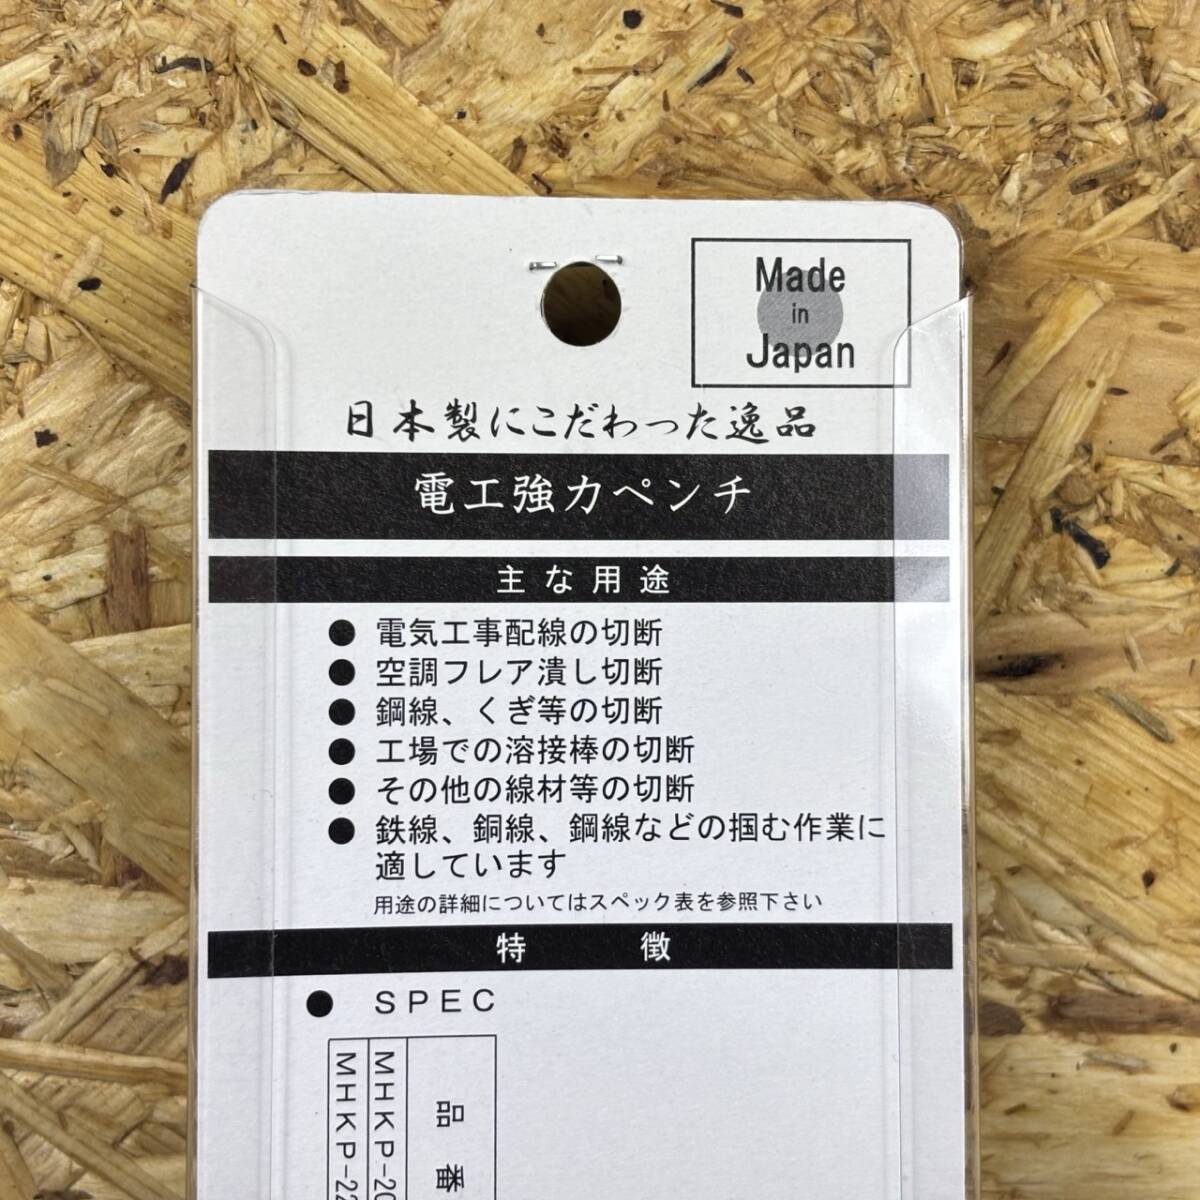 Made
in
Japan
日本製にこだわった逸品
電工強力ペンチ
主な用途
● 電気工事配線の切断
● 空調フレア潰し切断
● 鋼線、くぎ等の切断
● 工場での溶接棒の切断
● その他の線材等の切断
● 鉄線、銅線、鋼線などの掴む作業に
適しています
用途の詳細についてはスペック表を参照下さい
特 徴
● SPEC
品 番
MHKP-20
MHKP-22